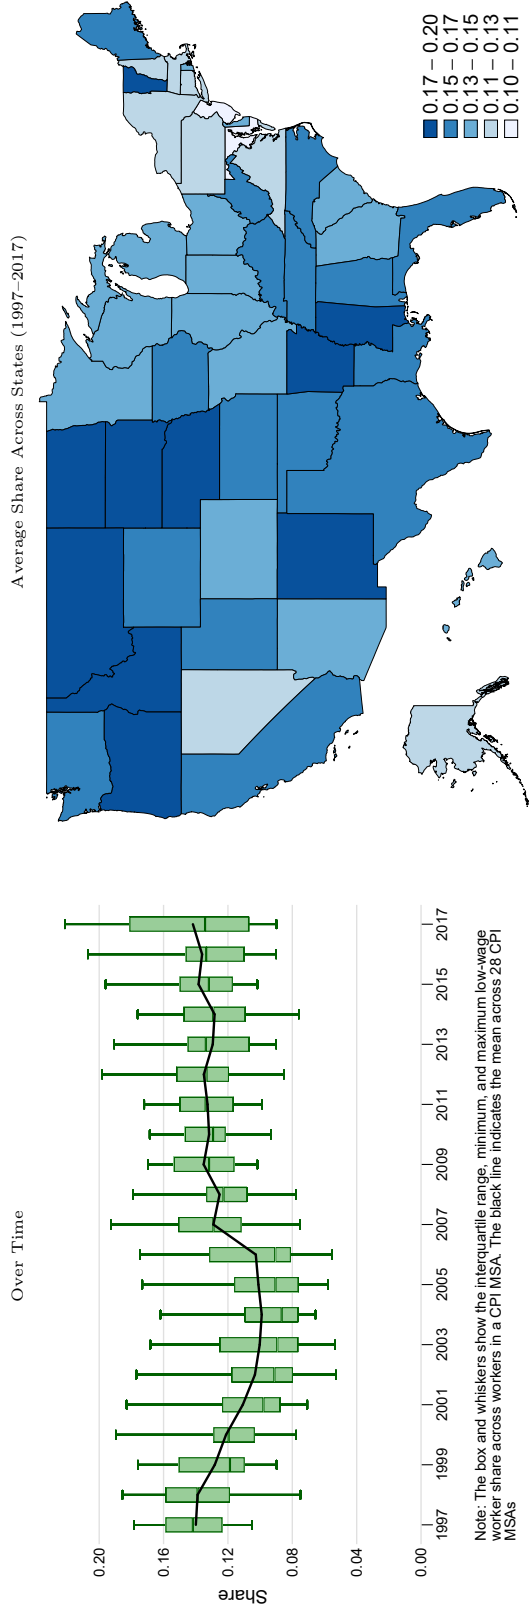 Over Time
Share
0.20
0.16
0.12
0.08
0.04
0.00
1997 1999 2001 2003 2005 2007 2009 2011 2013 2015 2017
Note: The box and whiskers show the interquartile range, minimum, and maximum low-wage
worker share across workers in a CPI MSA. The black line indicates the mean across 28 CPI
MSAs
Average Share Across States (1997–2017)
0.17 – 0.20
0.15 – 0.17
0.13 – 0.15
0.11 – 0.13
0.10 – 0.11